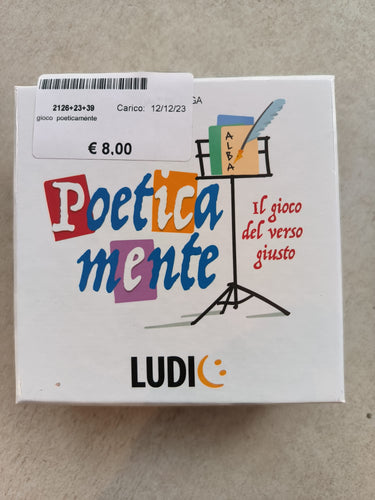 2126+23+39 Carico: 12/12/23
gioco poeticamente
€ 8,00
ALBA
Poetica
mente
Il gioco
del verso
giusto
LUDIC